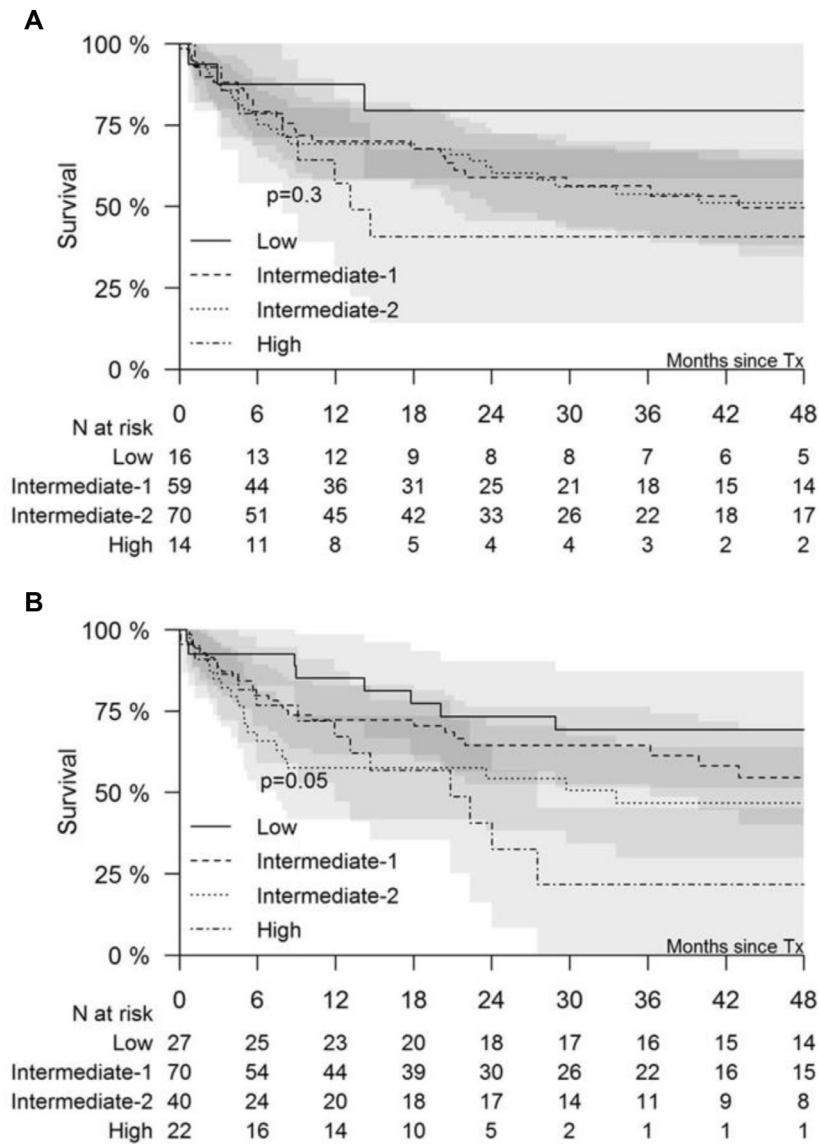 A
100 %
75 %
50 %
25 %
0 %
Survival
p=0.3
Low
Intermediate-1
Intermediate-2
High
Months since Tx
0 6 12 18 24 30 36 42 48
N at risk
Low 16 13 12 9 8 8 7 6 5
Intermediate-1 59 44 36 31 25 21 18 15 14
Intermediate-2 70 51 45 42 33 26 22 18 17
High 14 11 8 5 4 4 3 2 2
B
100 %
75 %
50 %
25 %
0 %
Survival
p=0.05
Low
Intermediate-1
Intermediate-2
High
Months since Tx
0 6 12 18 24 30 36 42 48
N at risk
Low 27 25 23 20 18 17 16 15 14
Intermediate-1 70 54 44 39 30 26 22 16 15
Intermediate-2 40 24 20 18 17 14 11 9 8
High 22 16 14 10 5 2 1 1 1